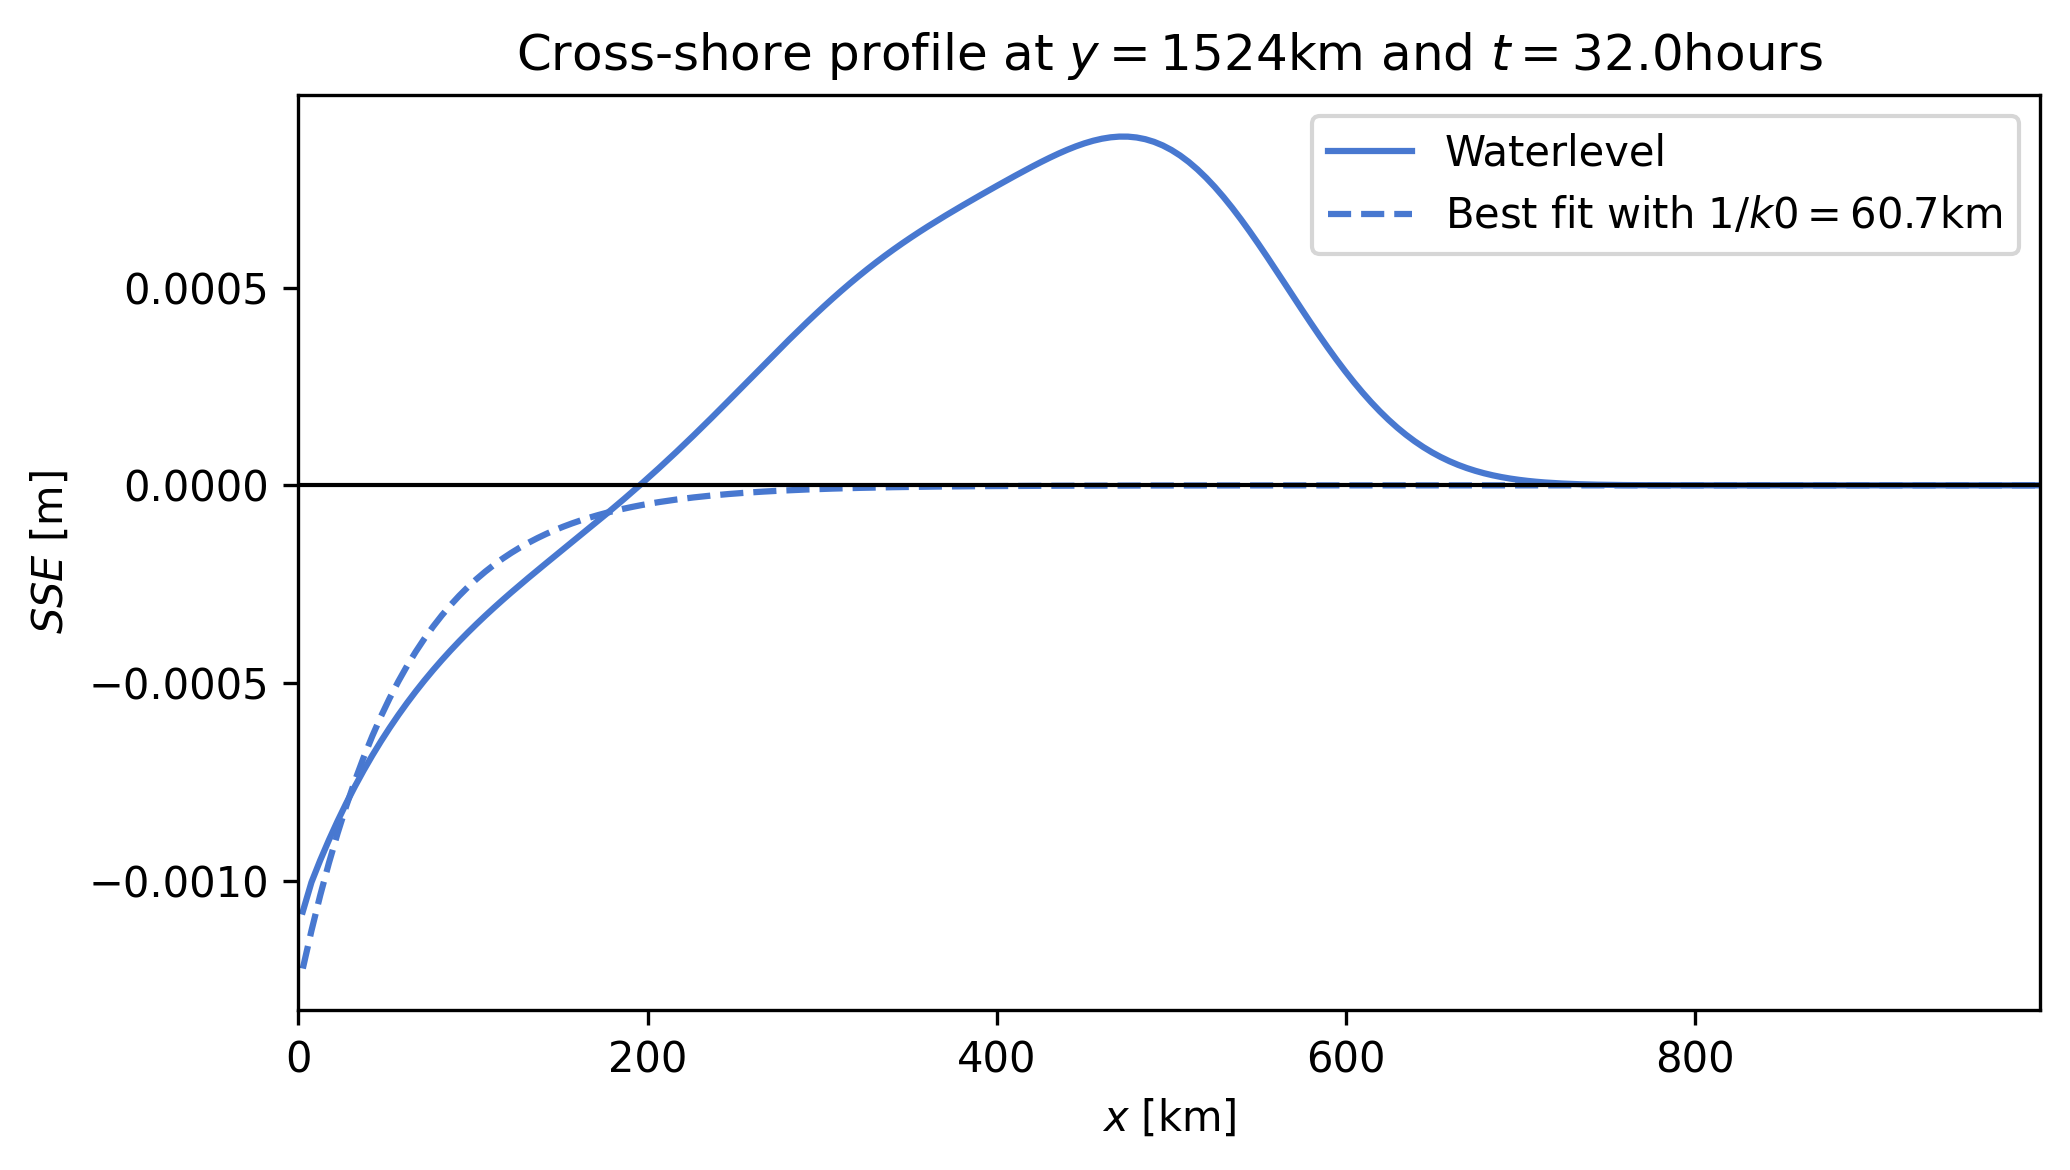 Cross-shore profile at y = 1524km and t = 32.0hours
Waterlevel
Best fit with 1/k0 = 60.7km
0.0005
0.0000
−0.0005
−0.0010
SSE [m]
0 200 400 600 800
x [km]